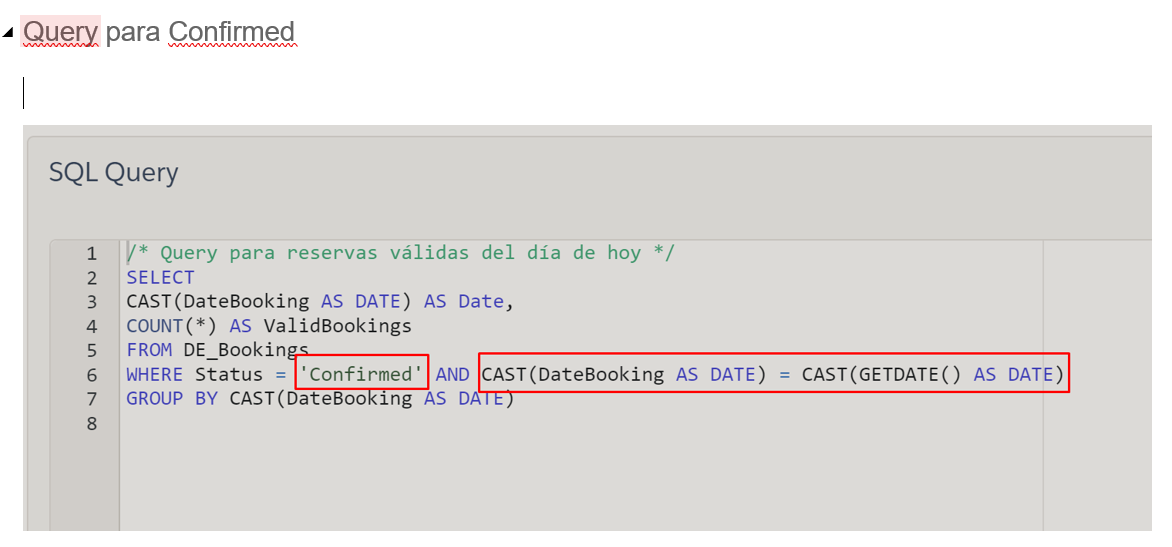 Query para Confirmed
SQL Query
1 /* Query para reservas válidas del día de hoy */
2 SELECT
3 CAST(DateBooking AS DATE) AS Date,
4 COUNT(*) AS ValidBookings
5 FROM DE_Bookings
6 WHERE Status = 'Confirmed' AND CAST(DateBooking AS DATE) = CAST(GETDATE() AS DATE)
7 GROUP BY CAST(DateBooking AS DATE)
8